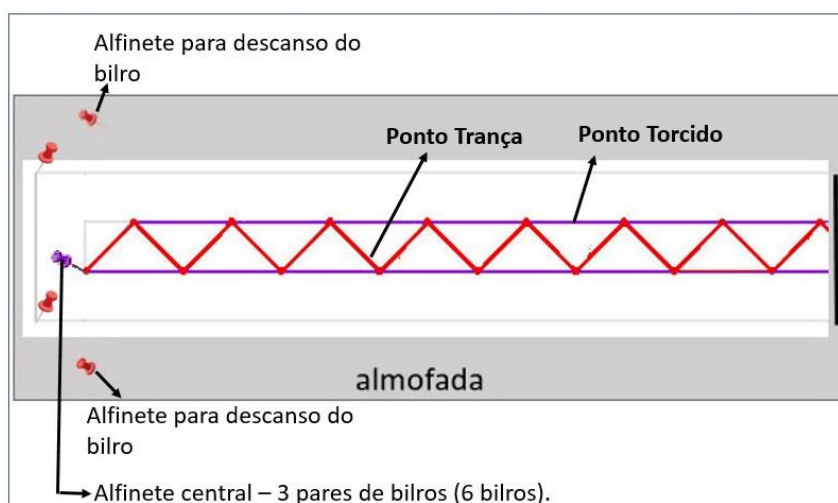 Alfinete para descanso do
bilro
Ponto Trança
Ponto Torcido
almofada
Alfinete para descanso do
bilro
Alfinete central – 3 pares de bilros (6 bilros).